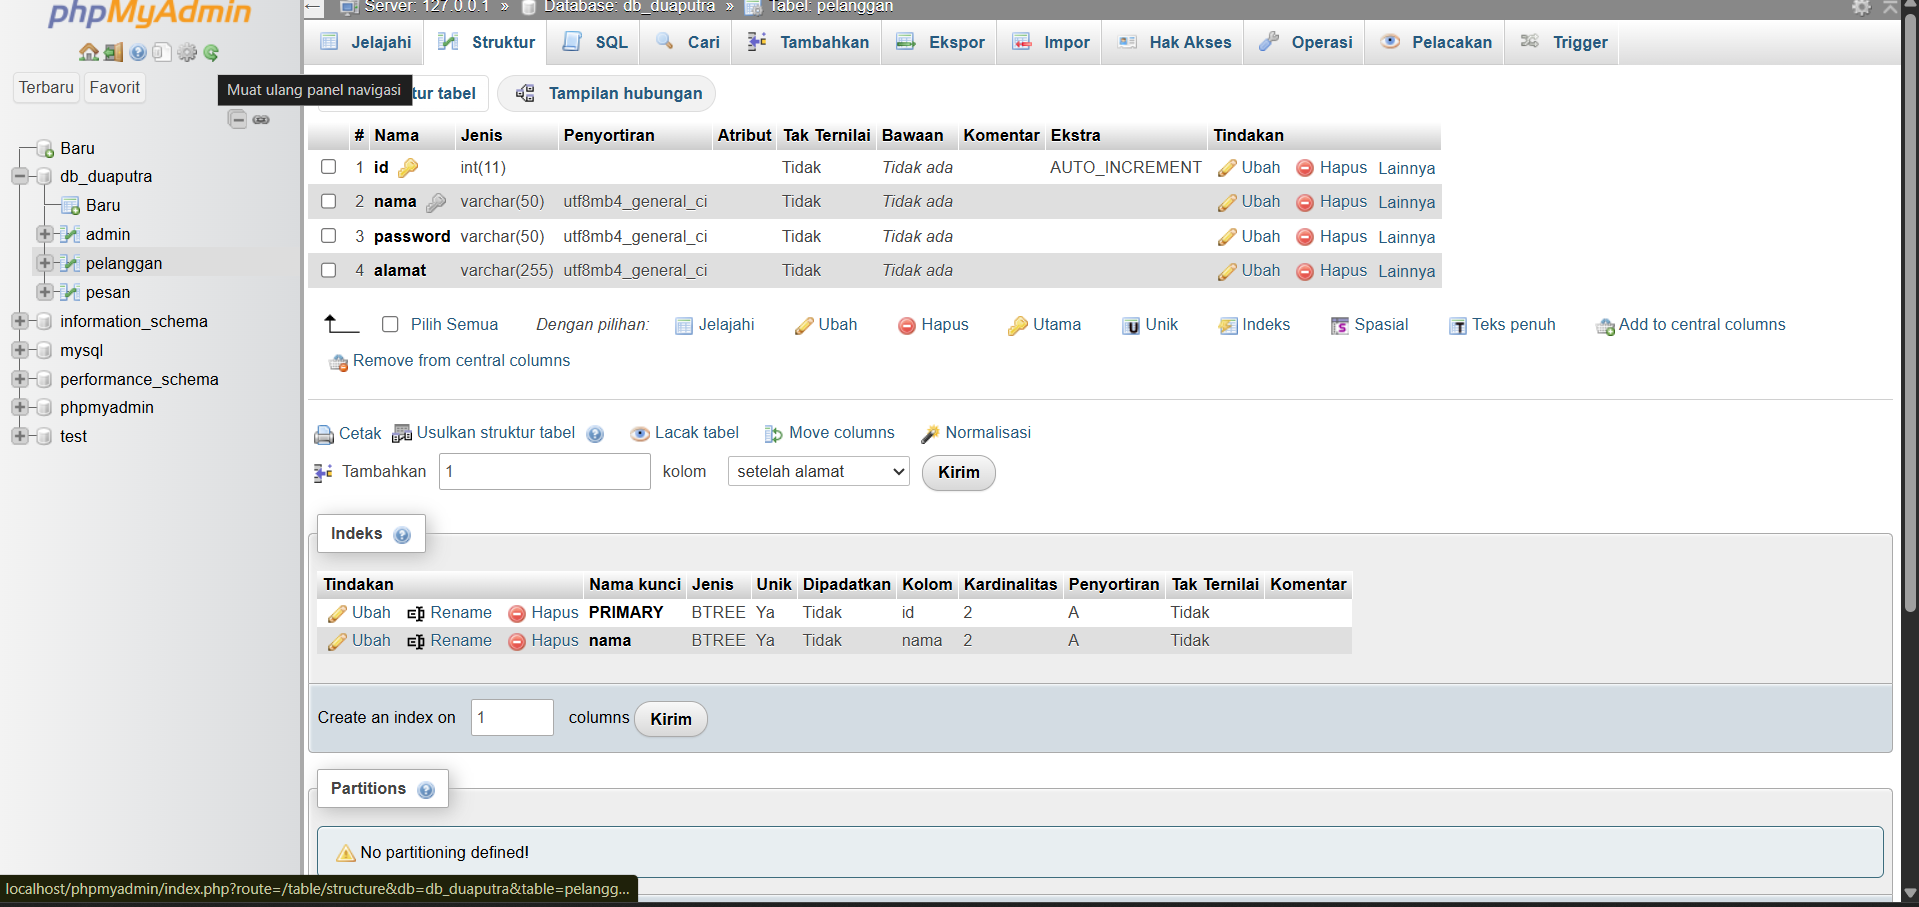 phpMyAdmin
Server: 127.0.0.1 » Database: db_duaputra » Tabel: pelanggan
Jelajahi Struktur SQL Cari Tambahkan Ekspor Impor Hak Akses Operasi Pelacakan Trigger
Terbaru Favorit
Muat ulang panel navigasi
tur tabel Tampilan hubungan
Baru
db_duaputra
Baru
admin
pelanggan
pesan
information_schema
mysql
performance_schema
phpmyadmin
test
# Nama Jenis Penyortiran Atribut Tak Ternilai Bawaan Komentar Ekstra Tindakan
1 id int(11) Tidak Tidak ada AUTO_INCREMENT Ubah Hapus Lainnya
2 nama varchar(50) utf8mb4_general_ci Tidak Tidak ada Ubah Hapus Lainnya
3 password varchar(50) utf8mb4_general_ci Tidak Tidak ada Ubah Hapus Lainnya
4 alamat varchar(255) utf8mb4_general_ci Tidak Tidak ada Ubah Hapus Lainnya
Pilih Semua Dengan pilihan: Jelajahi Ubah Hapus Utama Unik Indeks Spasial Teks penuh Add to central columns
Remove from central columns
Cetak Usulkan struktur tabel Lacak tabel Move columns Normalisasi
Tambahkan 1 kolom setelah alamat Kirim
Indeks
Tindakan Nama kunci Jenis Unik Dipadatkan Kolom Kardinalitas Penyortiran Tak Ternilai Komentar
Ubah Rename Hapus PRIMARY BTREE Ya Tidak id 2 A Tidak
Ubah Rename Hapus nama BTREE Ya Tidak nama 2 A Tidak
Create an index on 1 columns Kirim
Partitions
No partitioning defined!
localhost/phpmyadmin/index.php?route=/table/structure&db=db_duaputra&table=pelangg...